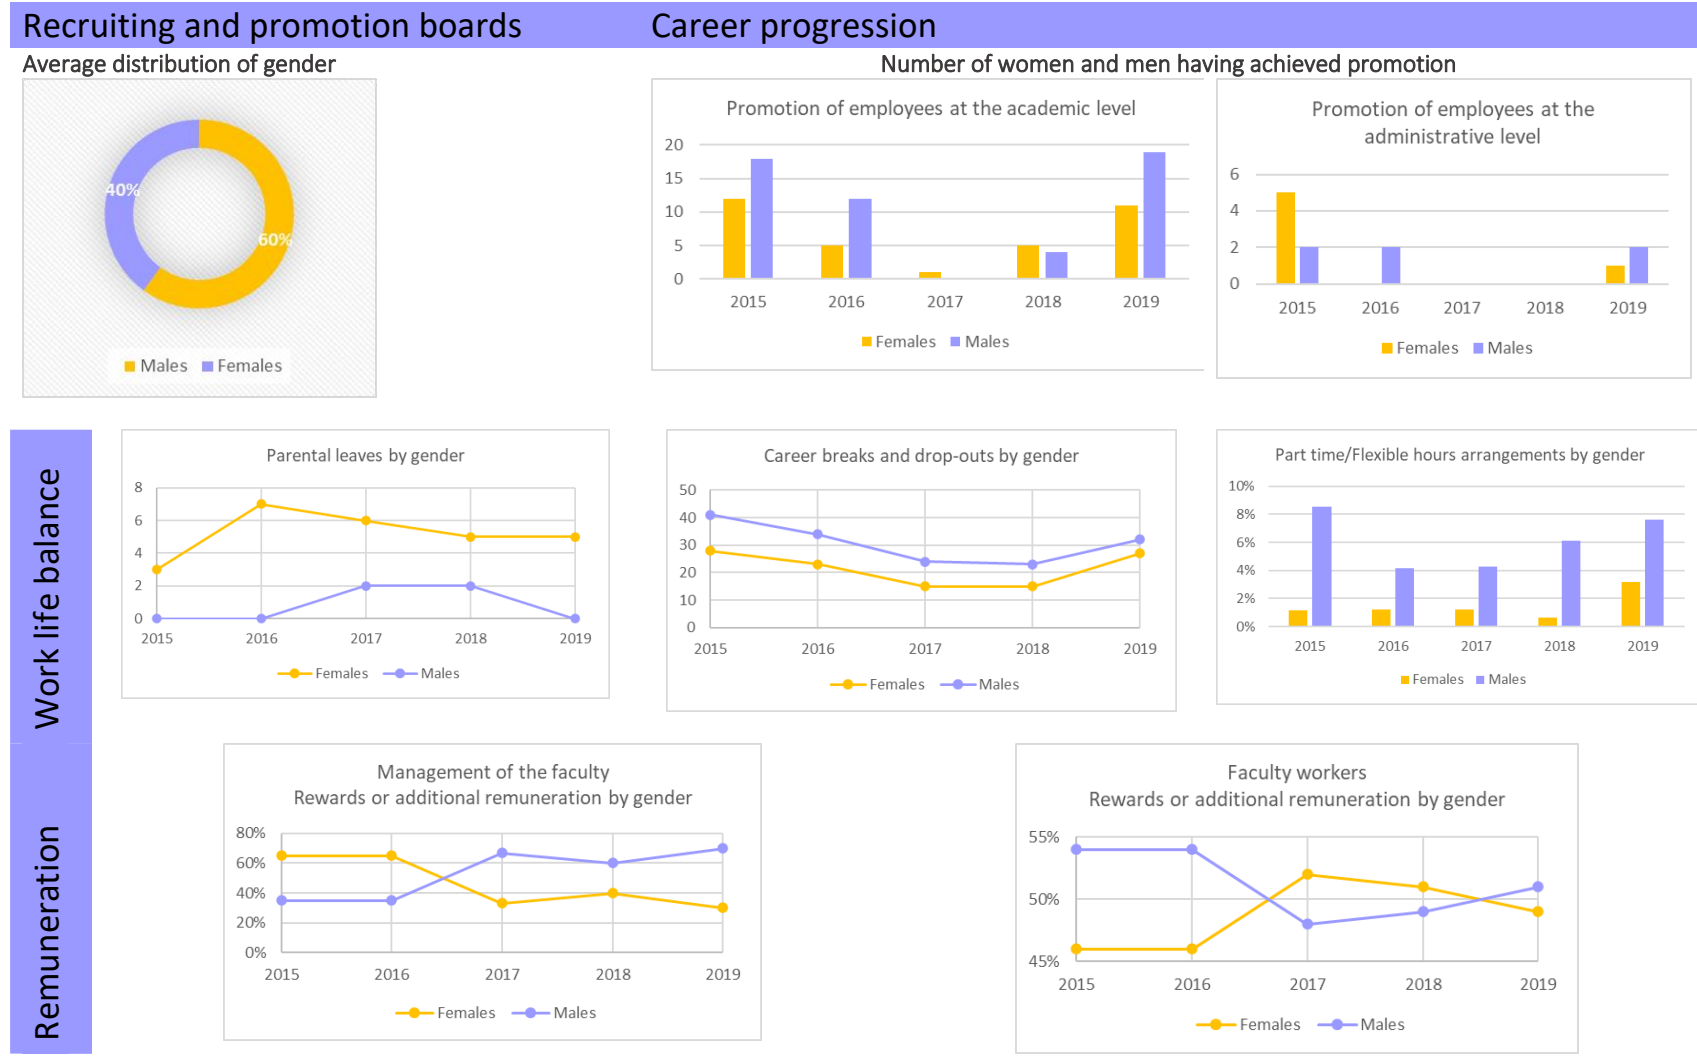 Recruiting and promotion boards
Career progression
Average distribution of gender
Number of women and men having achieved promotion
40%
60%
Males Females
Promotion of employees at the academic level
20
15
10
5
0
2015 2016 2017 2018 2019
Females Males
Promotion of employees at the
administrative level
6
4
2
0
2015 2016 2017 2018 2019
Females Males
Work life balance
Parental leaves by gender
8
6
4
2
0
2015 2016 2017 2018 2019
Females Males
Career breaks and drop-outs by gender
50
40
30
20
10
0
2015 2016 2017 2018 2019
Females Males
Part time/Flexible hours arrangements by gender
10%
8%
6%
4%
2%
0%
2015 2016 2017 2018 2019
Females Males
Remuneration
Management of the faculty
Rewards or additional remuneration by gender
80%
60%
40%
20%
0%
2015 2016 2017 2018 2019
Females Males
Faculty workers
Rewards or additional remuneration by gender
55%
50%
45%
2015 2016 2017 2018 2019
Females Males